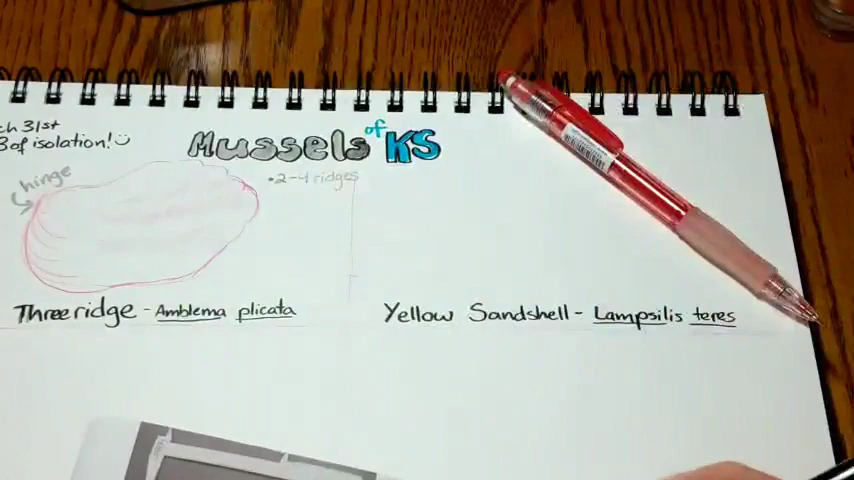 ch 31st
3 of isolation!
Mussels of KS
hinge
•2-4 ridges
Threeridge - Amblema plicata
Yellow Sandshell - Lampsilis teres